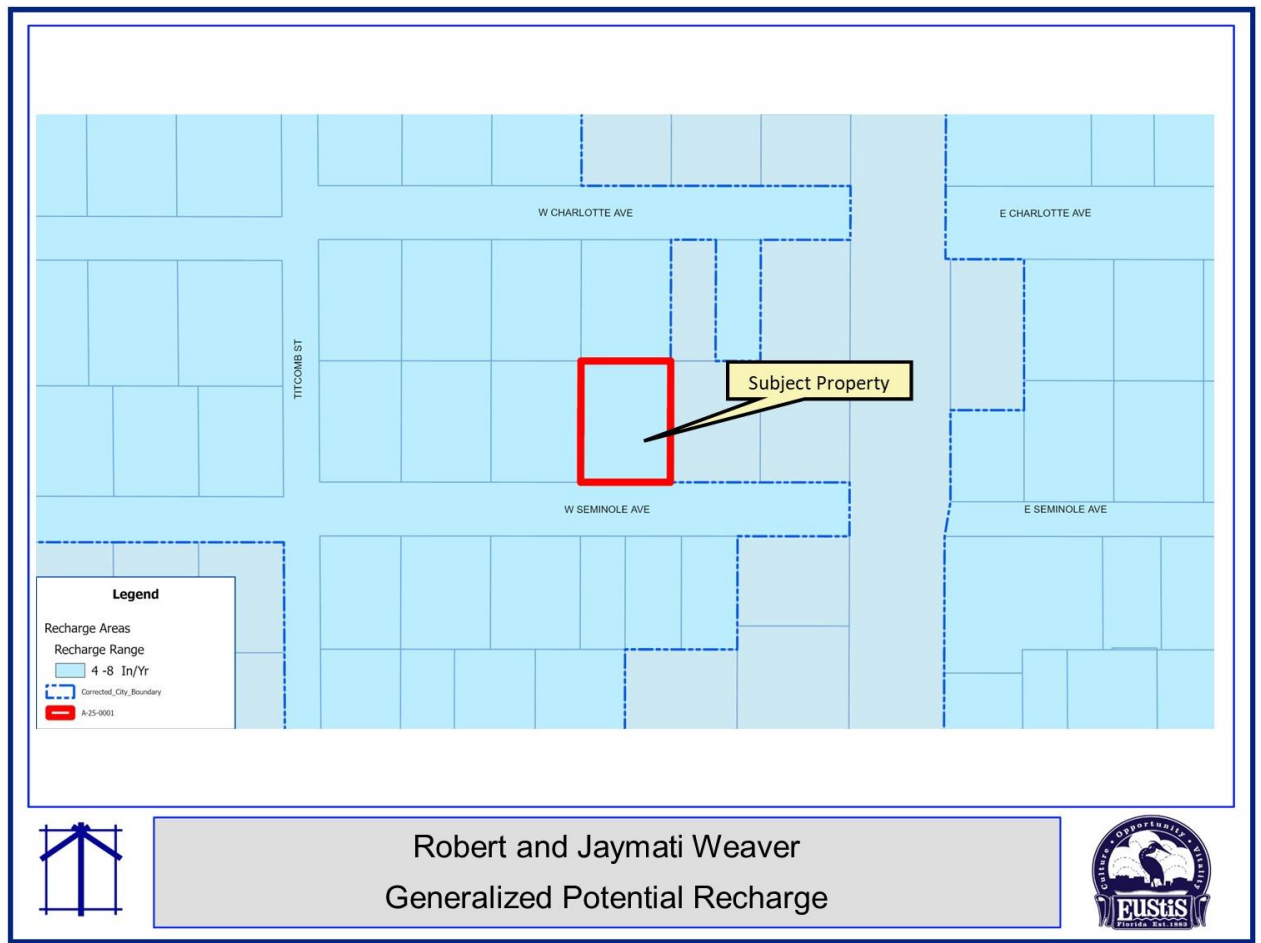 W CHARLOTTE AVE
E CHARLOTTE AVE
TITCOMB ST
Subject Property
W SEMINOLE AVE
E SEMINOLE AVE
Legend
Recharge Areas
Recharge Range
4 -8 In/Yr
Corrected_City_Boundary
A-25-0001
Robert and Jaymati Weaver
Generalized Potential Recharge
Culture • Opportunity • Vitality
EUStiS
Florida Est.1883